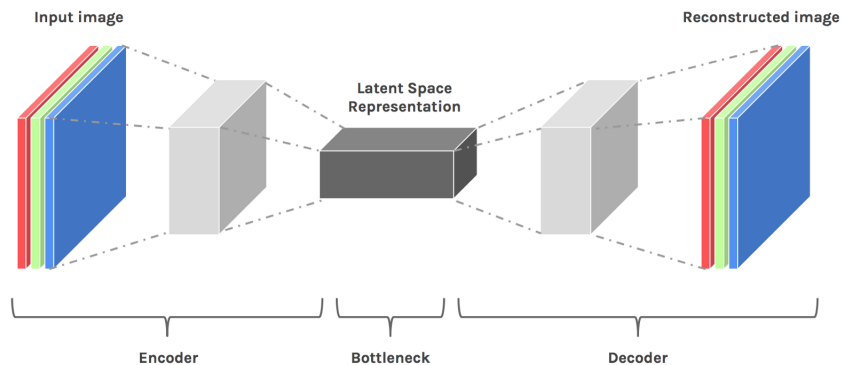 Input image
Reconstructed image
Latent Space
Representation
Encoder
Bottleneck
Decoder